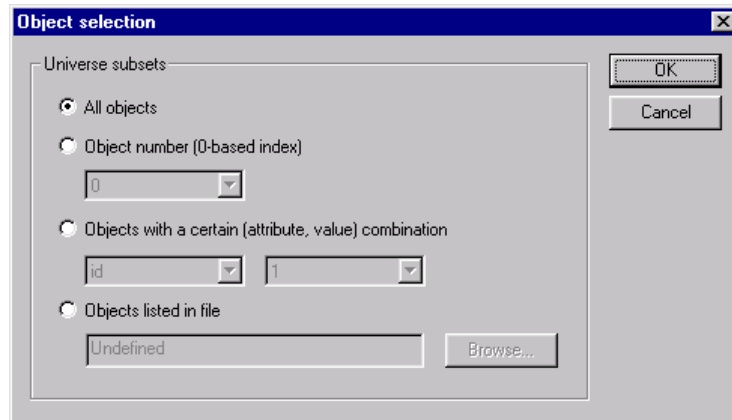 Object selection
Universe subsets
OK
All objects
Cancel
Object number (0-based index)
0
Objects with a certain (attribute, value) combination
id 1
Objects listed in file
Undefined Browse...